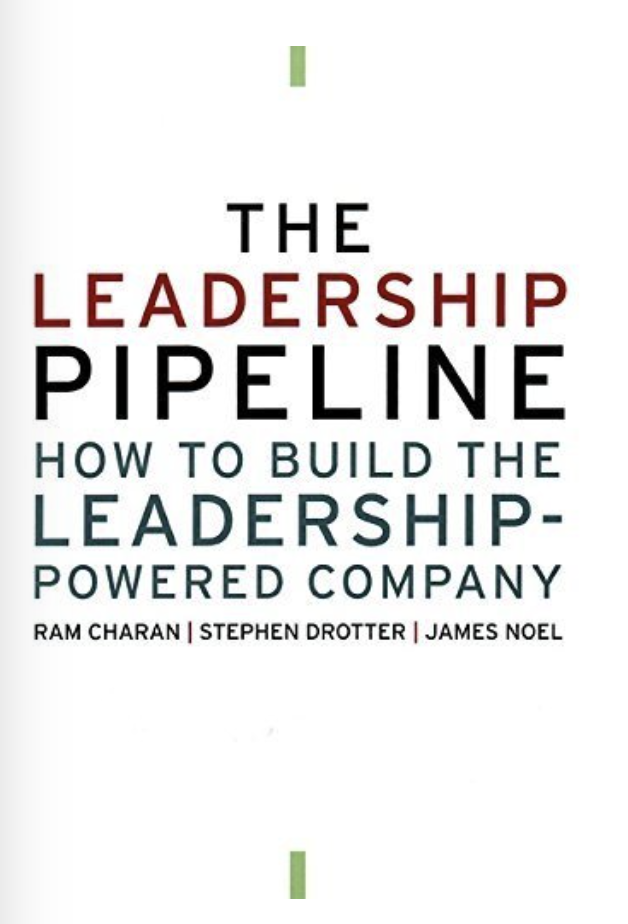 THE
LEADERSHIP
PIPELINE
HOW TO BUILD THE
LEADERSHIP-
POWERED COMPANY
RAM CHARAN | STEPHEN DROTTER | JAMES NOEL